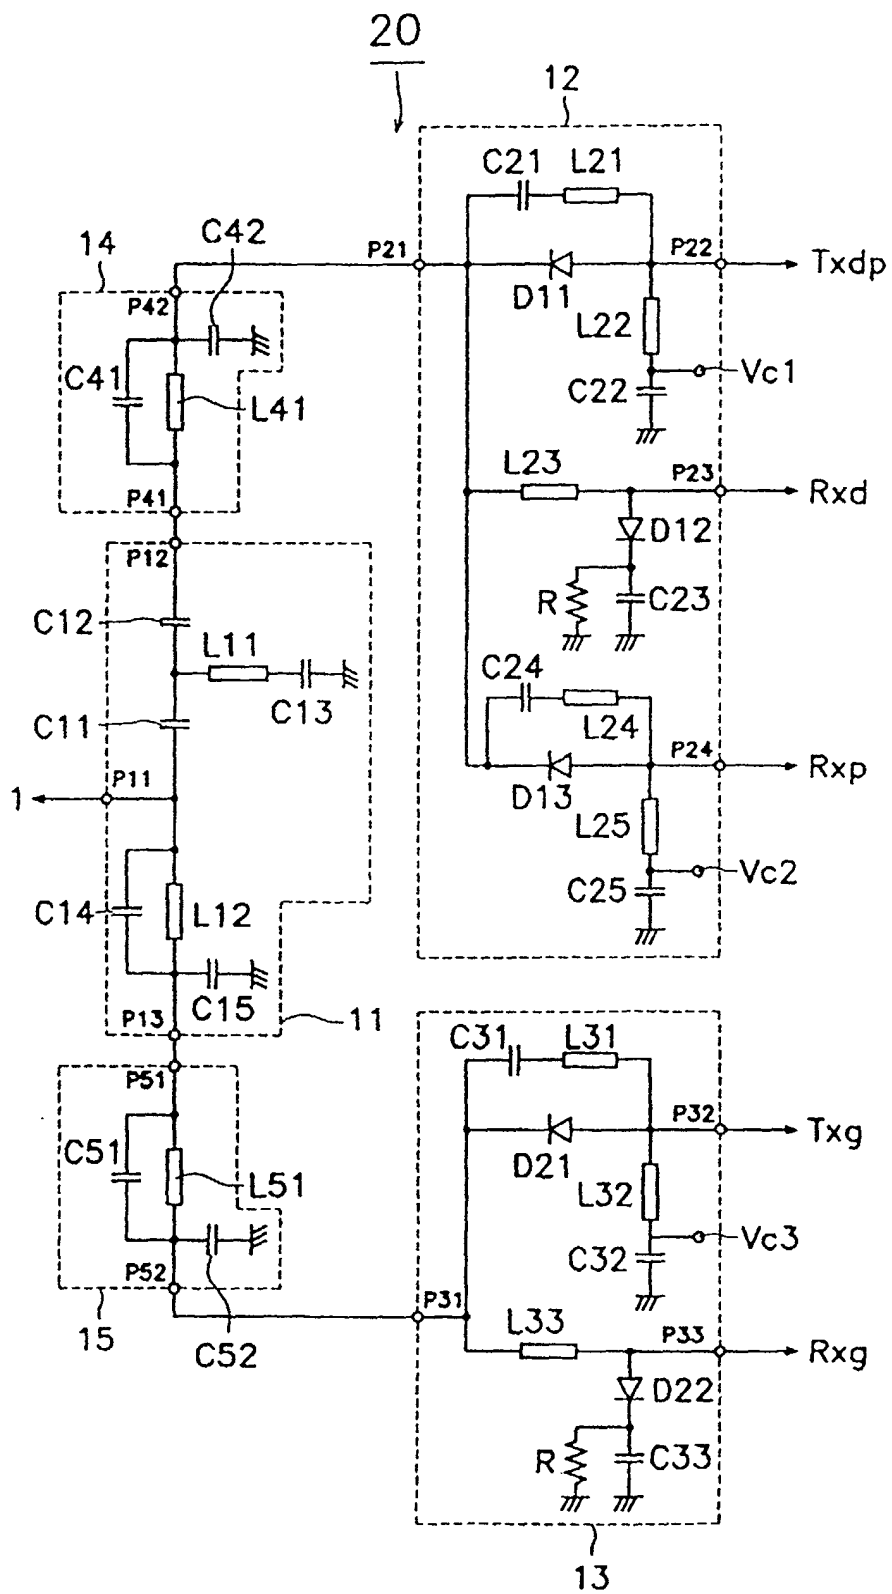 20
12
C21 L21
14
C42
P21
P22
Txdp
P42
D11
L22
C41
L41
C22
Vc1
P41
L23
P23
Rxd
P12
D12
C12
L11
R
C23
C13
C24
C11
L24
P24
P11
1
Rxp
D13
L25
C14
L12
C25
Vc2
C15
P13
11
P51
C31 L31
C51
P32
Txg
D21
L51
L32
P52
C32
Vc3
15
P31
C52
L33
P33
Rxg
D22
R
C33
13